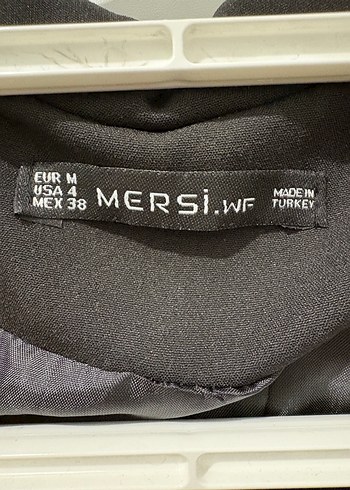 EUR M
USA 4
MEX 38
MERSi.WF
MADE IN
TURKEY